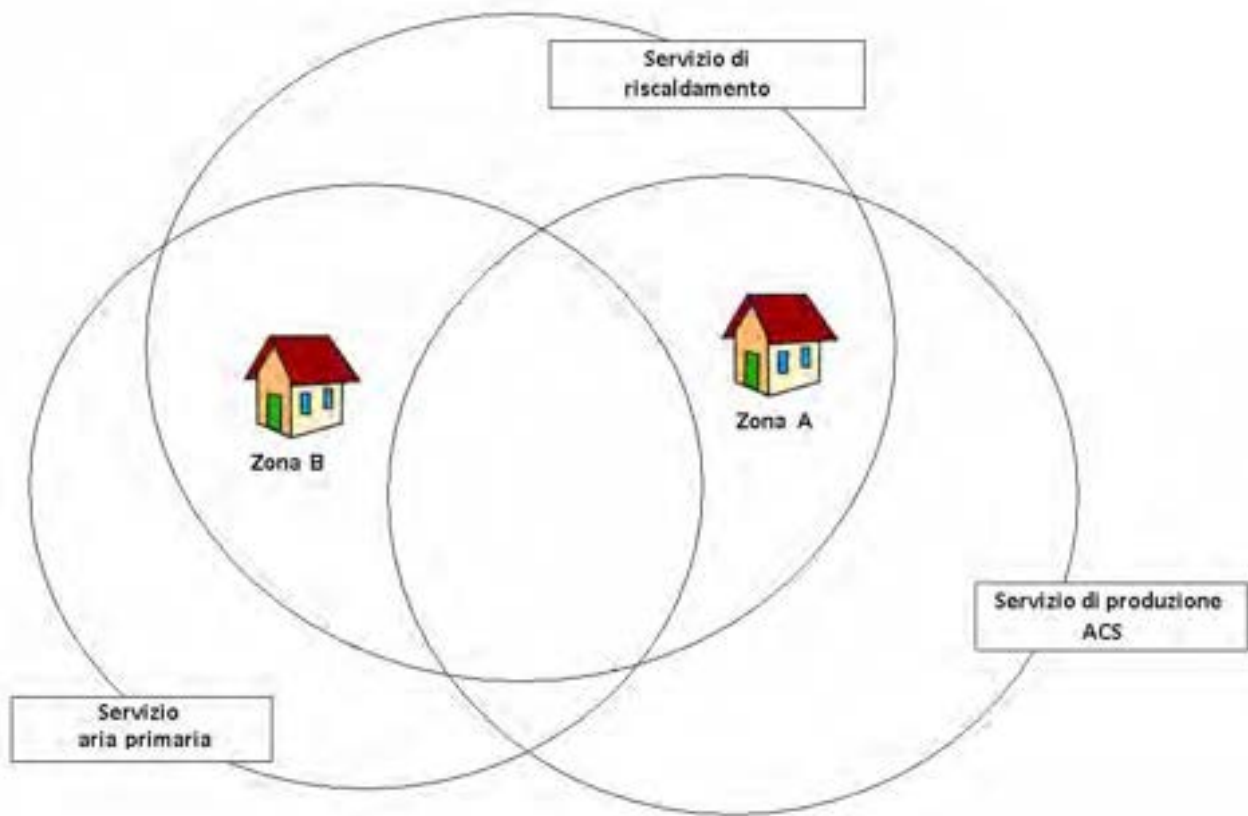 Servizio di
riscaldamento
Zona A
Zona B
Servizio di produzione
ACS
Servizio
aria primaria